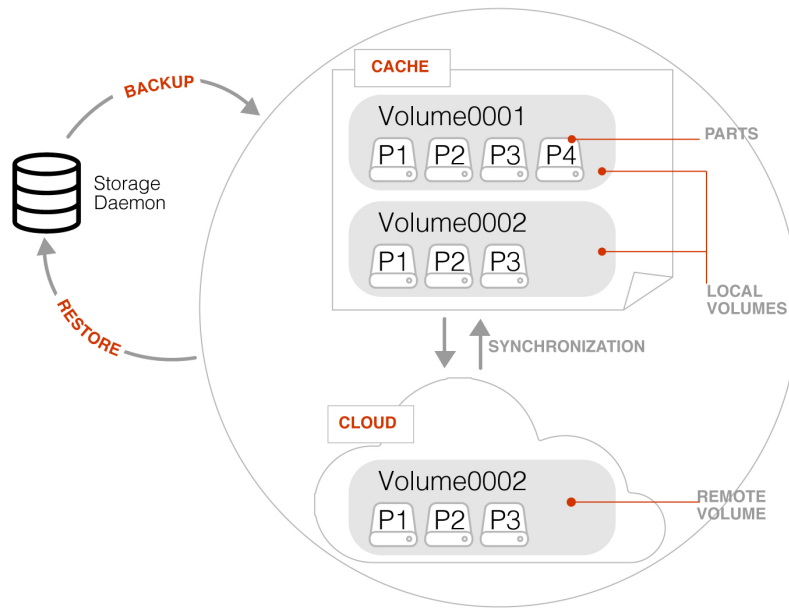 CACHE
BACKUP
Volume0001
PARTS
P1 P2 P3 P4
Storage
Daemon
Volume0002
P1 P2 P3
LOCAL
VOLUMES
RESTORE
SYNCHRONIZATION
CLOUD
Volume0002
REMOTE
VOLUME
P1 P2 P3